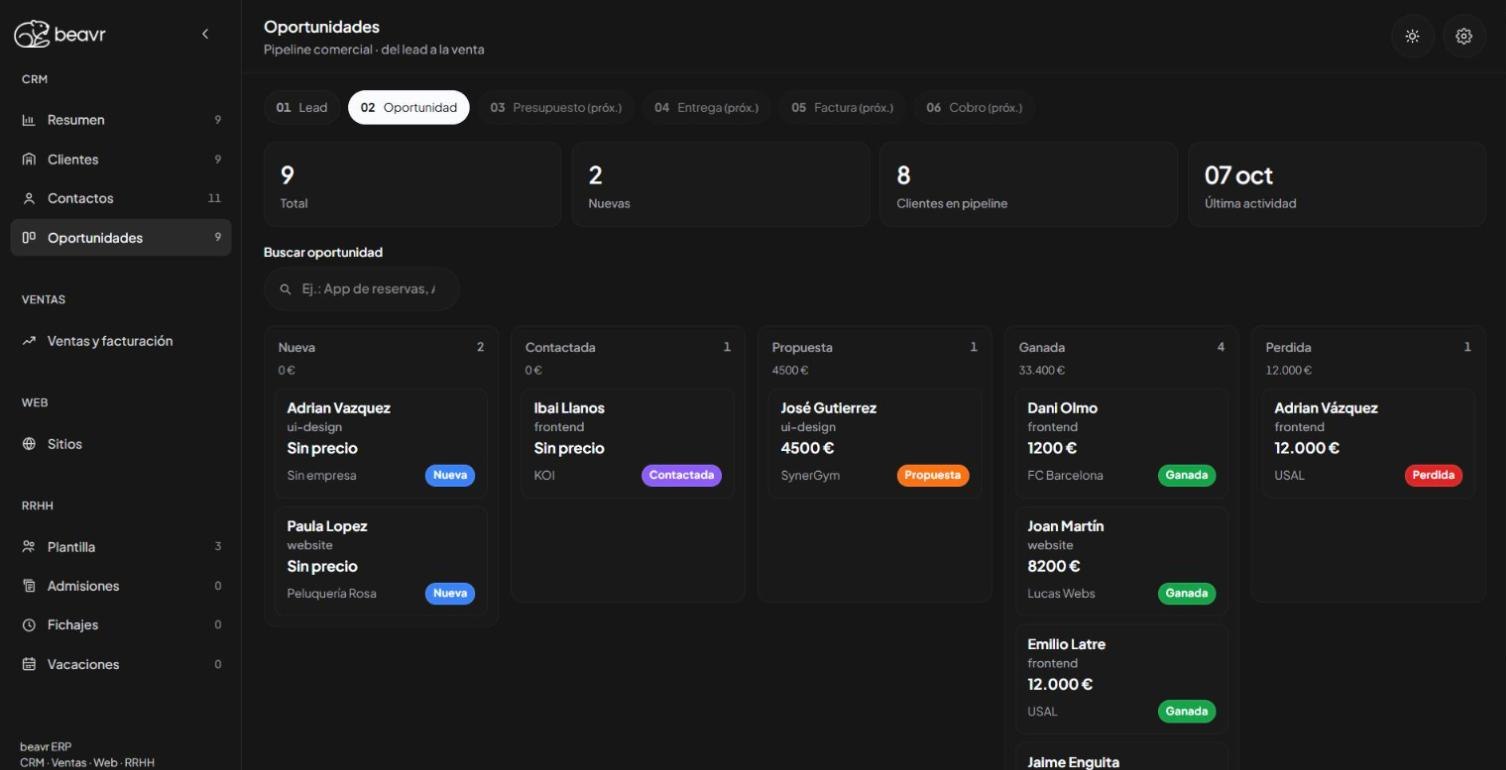 beavr
CRM
Resumen 9
Clientes 9
Contactos 11
Oportunidades 9
VENTAS
Ventas y facturación
WEB
Sitios
RRHH
Plantilla 3
Admisiones 0
Fichajes 0
Vacaciones 0
beavr ERP
CRM · Ventas · Web · RRHH
Oportunidades
Pipeline comercial · del lead a la venta
01 Lead
02 Oportunidad
03 Presupuesto (próx.)
04 Entrega (próx.)
05 Factura (próx.)
06 Cobro (próx.)
9
Total
2
Nuevas
8
Clientes en pipeline
07 oct
Última actividad
Buscar oportunidad
Ej.: App de reservas,
Nueva 2
0 €
Adrian Vazquez
ui-design
Sin precio
Sin empresa Nueva
Paula Lopez
website
Sin precio
Peluquería Rosa Nueva
Contactada 1
0 €
Ibai Llanos
frontend
Sin precio
KOI Contactada
Propuesta 1
4500 €
José Gutierrez
ui-design
4500 €
SynerGym Propuesta
Ganada 4
33.400 €
Dani Olmo
frontend
1200 €
FC Barcelona Ganada
Joan Martín
website
8200 €
Lucas Webs Ganada
Emilio Latre
frontend
12.000 €
USAL Ganada
Jaime Enguita
Perdida 1
12.000 €
Adrian Vázquez
frontend
12.000 €
USAL Perdida